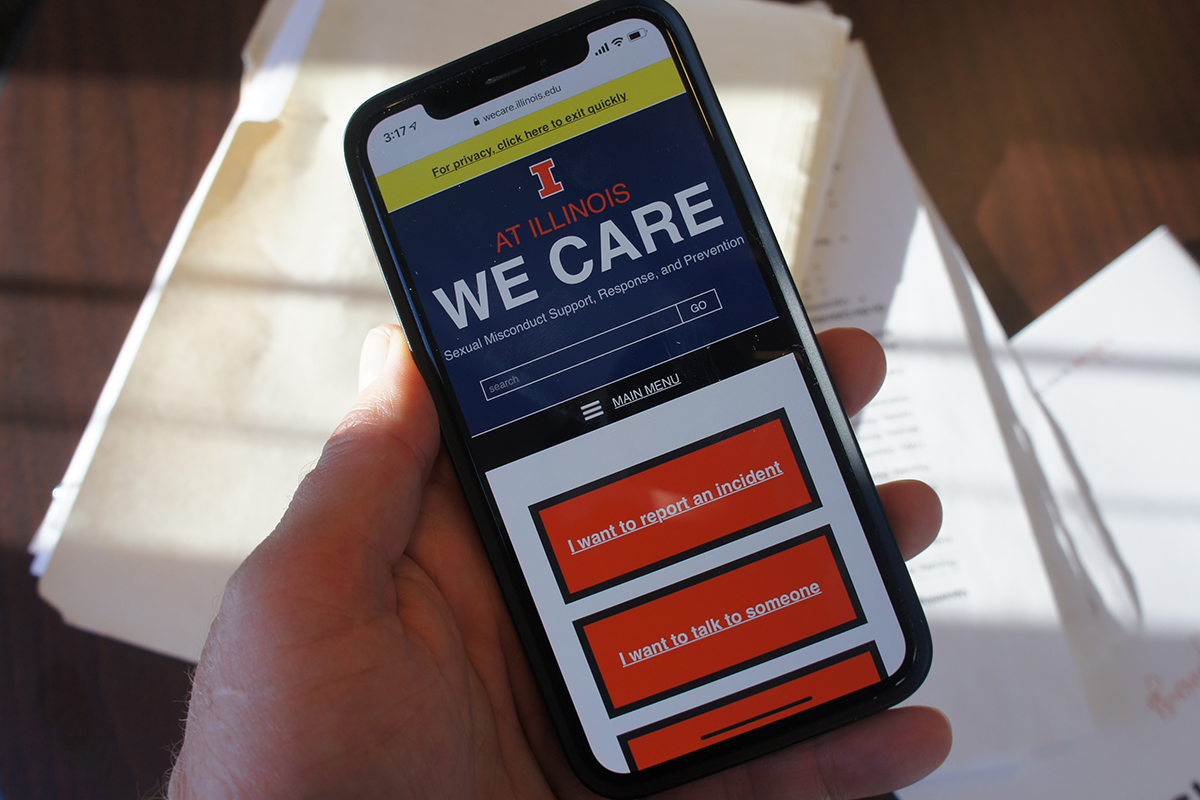 3:17
wecare.illinois.edu
For privacy, click here to exit quickly
I
AT ILLINOIS
WE CARE
Sexual Misconduct Support, Response, and Prevention
search
GO
MAIN MENU
I want to report an incident
I want to talk to someone